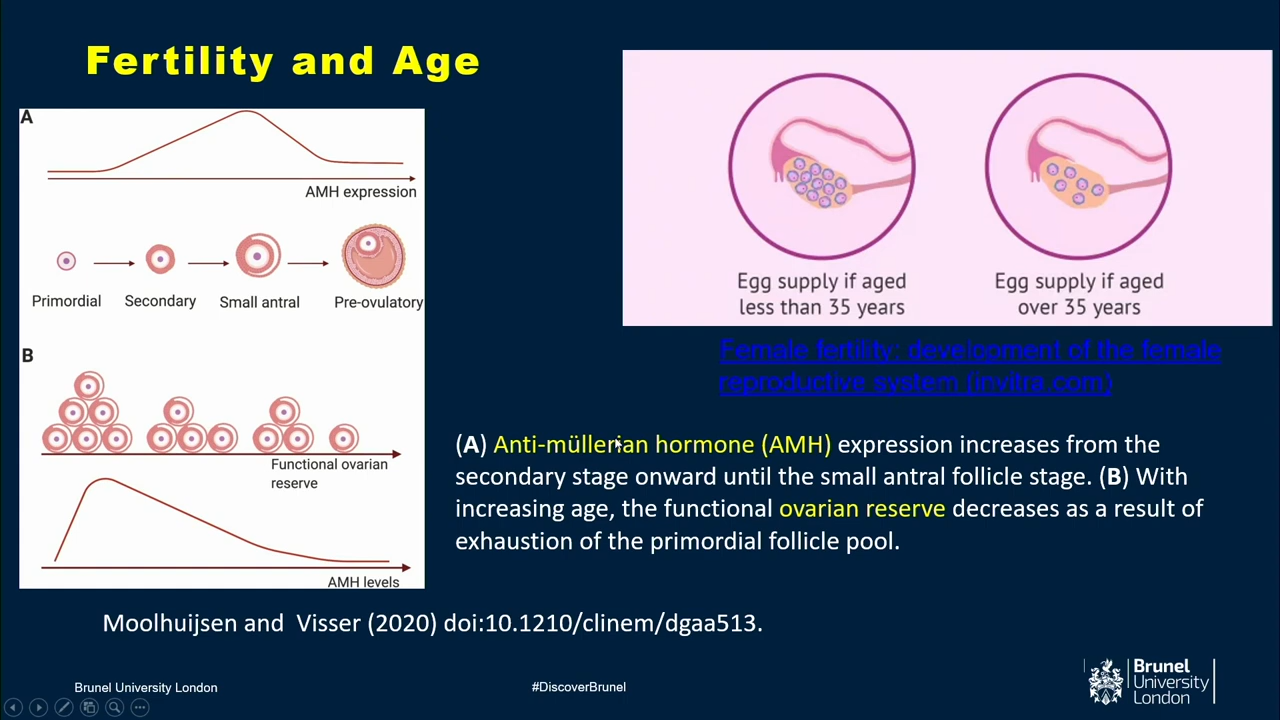 Fertility and Age
A
AMH expression
Primordial
Secondary
Small antral
Pre-ovulatory
B
Functional ovarian
reserve
AMH levels
Egg supply if aged
less than 35 years
Egg supply if aged
over 35 years
Female fertility: development of the female
reproductive system (invitra.com)
(A) Anti-müllerian hormone (AMH) expression increases from the
secondary stage onward until the small antral follicle stage. (B) With
increasing age, the functional ovarian reserve decreases as a result of
exhaustion of the primordial follicle pool.
Moolhuijsen and Visser (2020) doi:10.1210/clinem/dgaa513.
Brunel University London
#DiscoverBrunel
Brunel
University
London